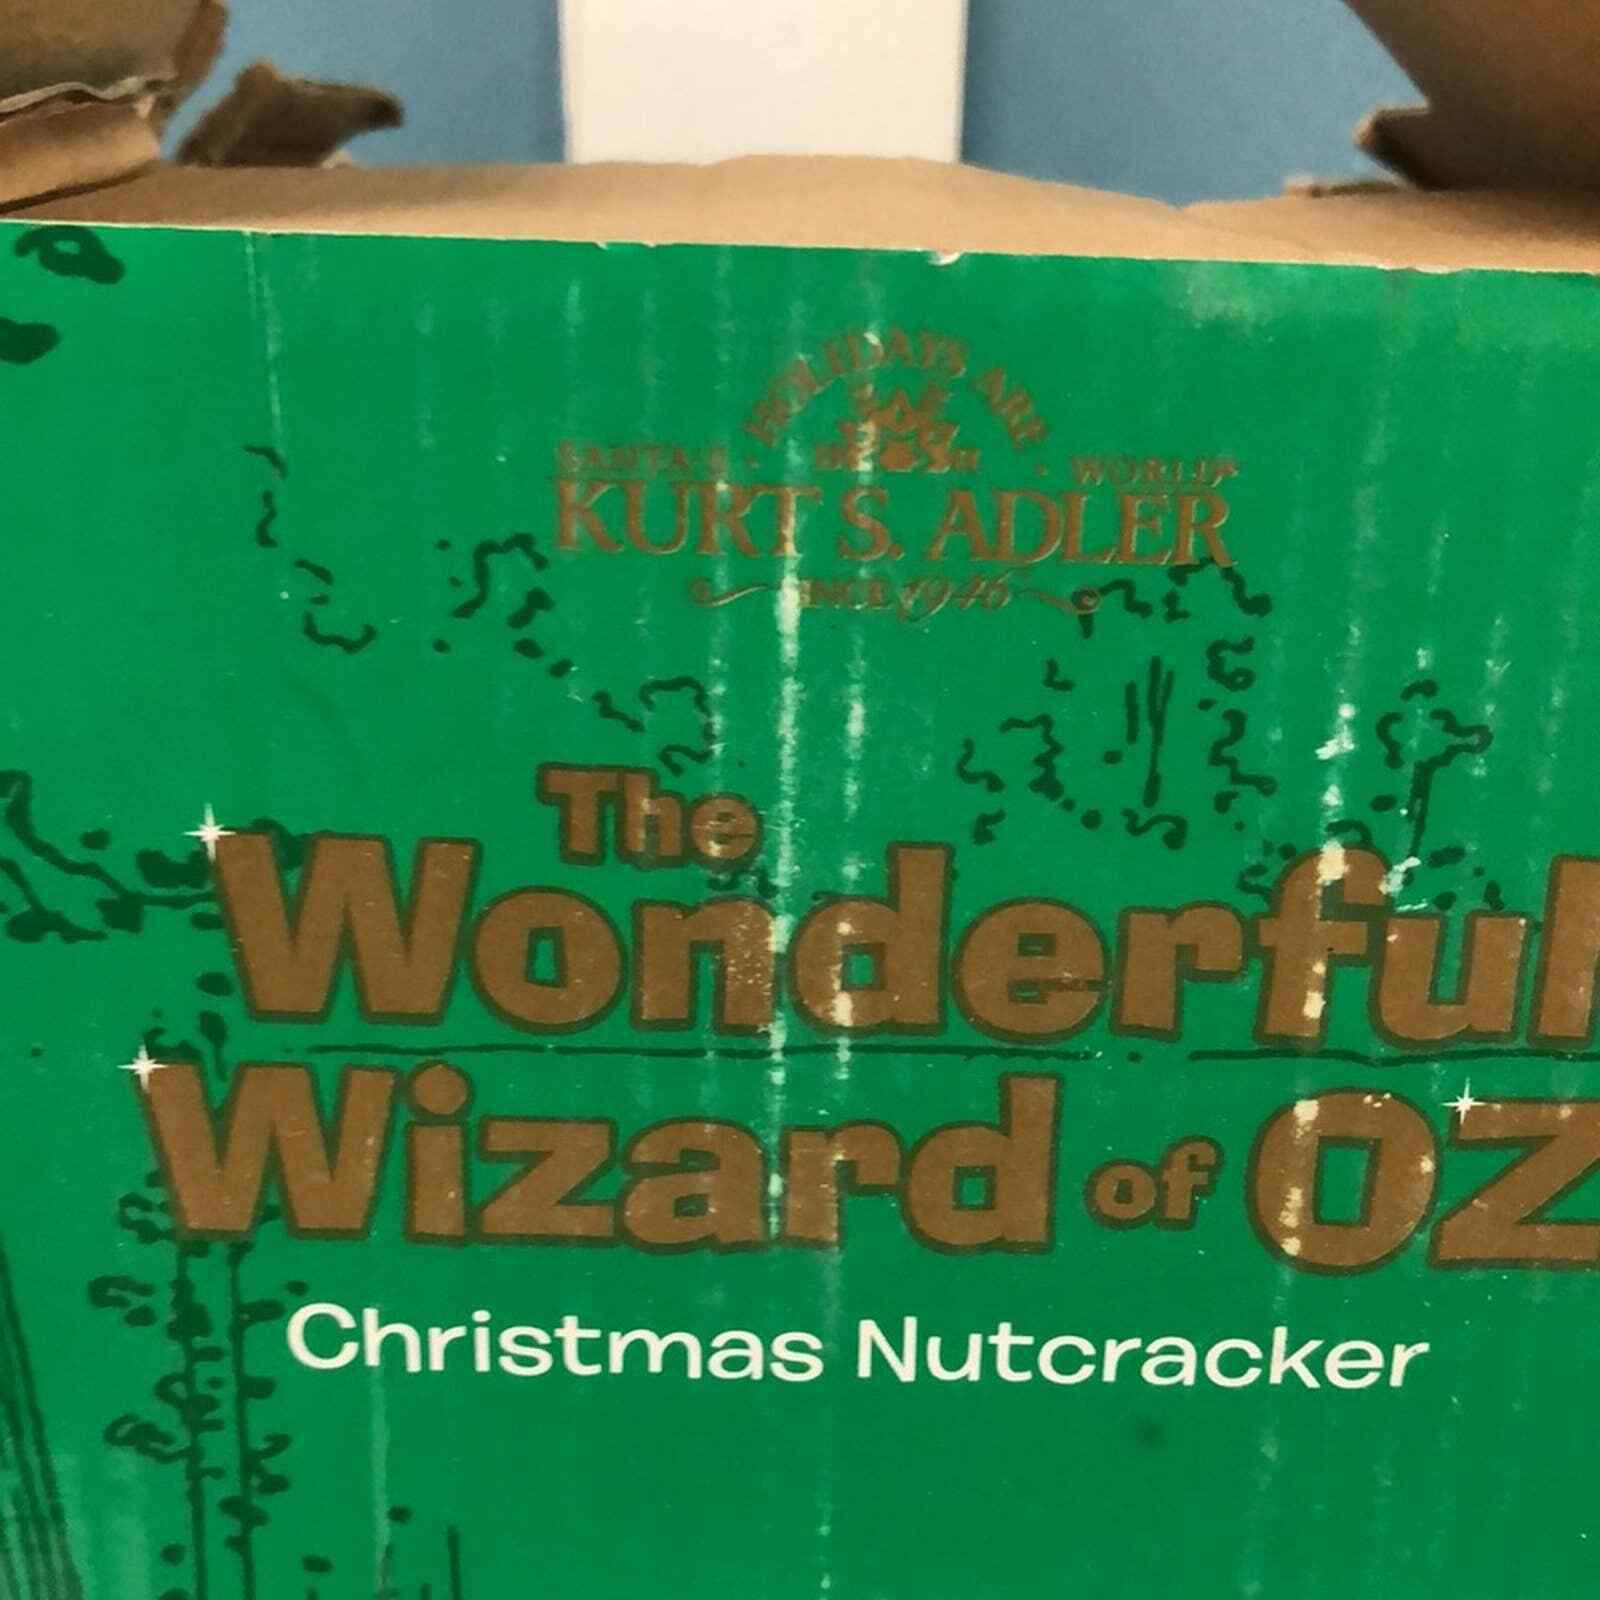 HOLIDAYS ARE
SANTA'S · WORLD
KURT S. ADLER
SINCE 1946
The
Wonderful
Wizard of OZ
Christmas Nutcracker